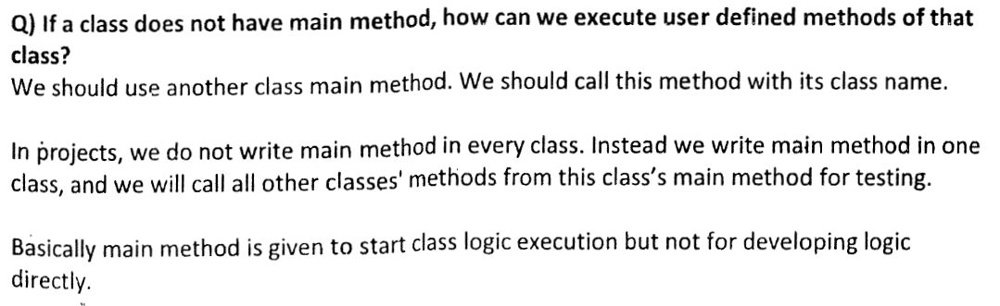 Q) If a class does not have main method, how can we execute user defined methods of that
class?
We should use another class main method. We should call this method with its class name.
In projects, we do not write main method in every class. Instead we write main method in one
class, and we will call all other classes' methods from this class's main method for testing.
Basically main method is given to start class logic execution but not for developing logic
directly.